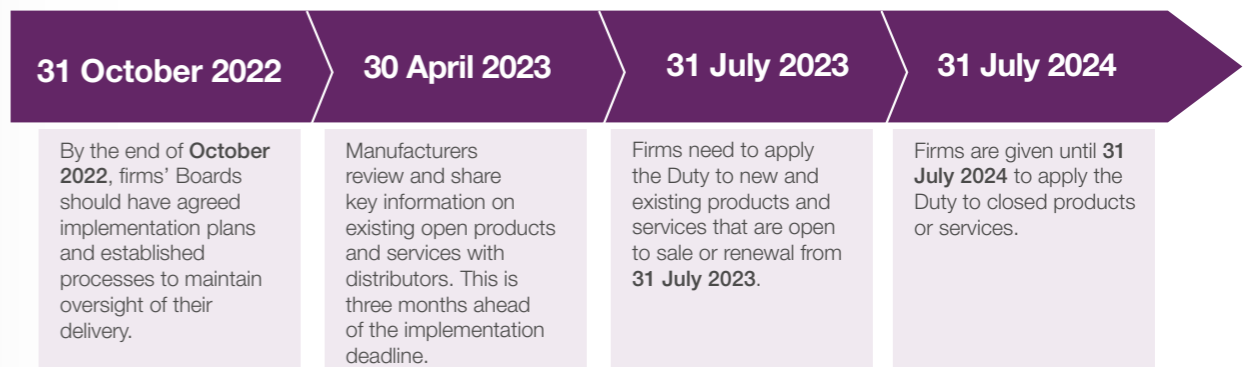 31 October 2022
30 April 2023
31 July 2023
31 July 2024
By the end of October
2022, firms’ Boards
should have agreed
implementation plans
and established
processes to maintain
oversight of their
delivery.
Manufacturers
review and share
key information on
existing open products
and services with
distributors. This is
three months ahead
of the implementation
deadline.
Firms need to apply
the Duty to new and
existing products and
services that are open
to sale or renewal from
31 July 2023.
Firms are given until 31
July 2024 to apply the
Duty to closed products
or services.